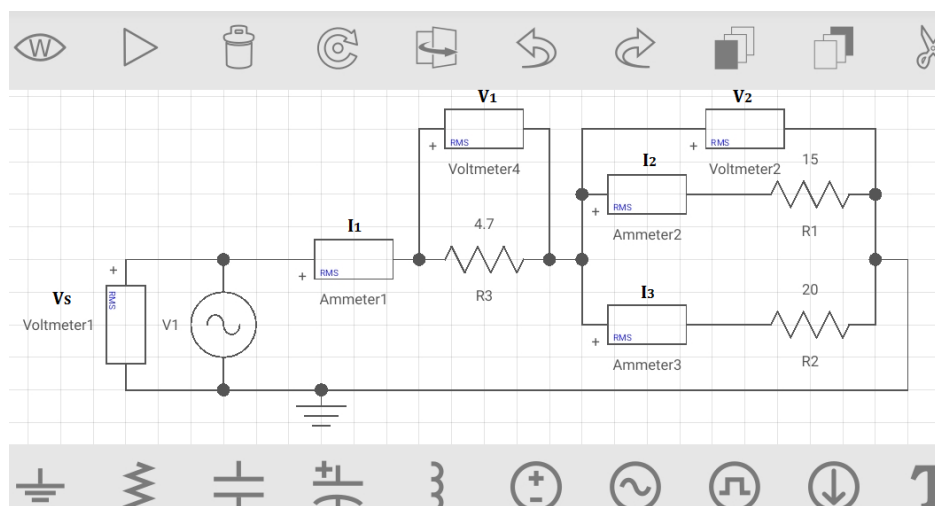 W
V1
V2
RMS
+
Voltmeter4
RMS
+
Voltmeter2
15
I2
RMS
+
Ammeter2
R1
I1
4.7
RMS
+
Ammeter1
R3
+
Vs
RMS
Voltmeter1
V1
I3
20
RMS
+
Ammeter3
R2
T